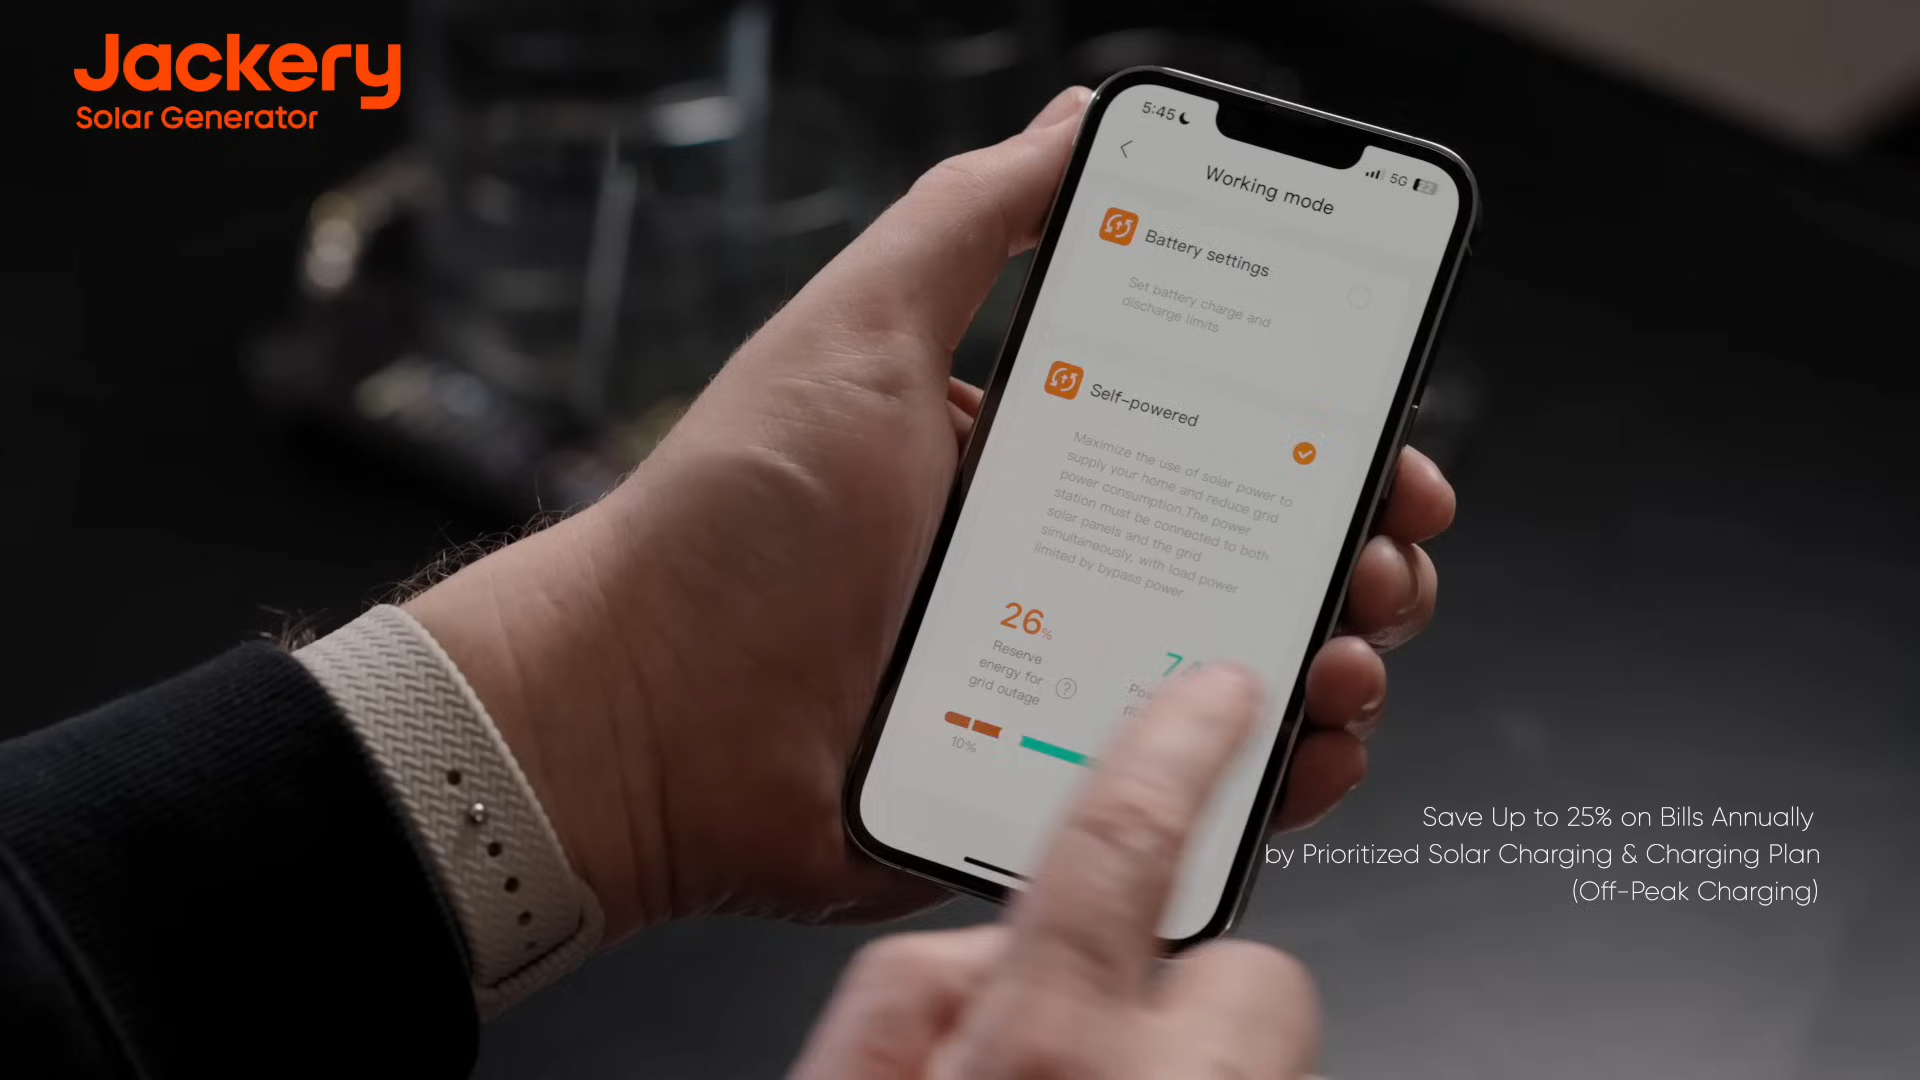 Jackery
Solar Generator
5:45
5G 22
Working mode
Battery settings
Set battery charge and
discharge limits
Self-powered
Maximize the use of solar power to
supply your home and reduce grid
power consumption.The power
station must be connected to both
solar panels and the grid
simultaneously, with load power
limited by bypass power
26%
Reserve
energy for
grid outage
?
10%
Save Up to 25% on Bills Annually
by Prioritized Solar Charging & Charging Plan
(Off-Peak Charging)